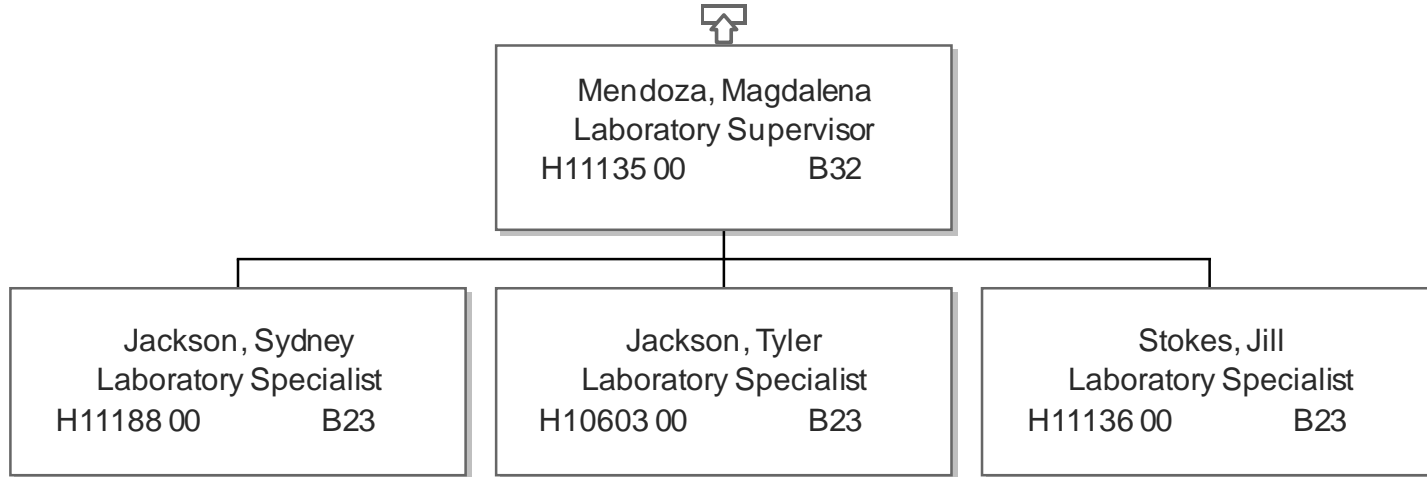 Mendoza, Magdalena
Laboratory Supervisor
H11135 00 B32
Jackson, Sydney
Laboratory Specialist
H11188 00 B23
Jackson, Tyler
Laboratory Specialist
H10603 00 B23
Stokes, Jill
Laboratory Specialist
H11136 00 B23